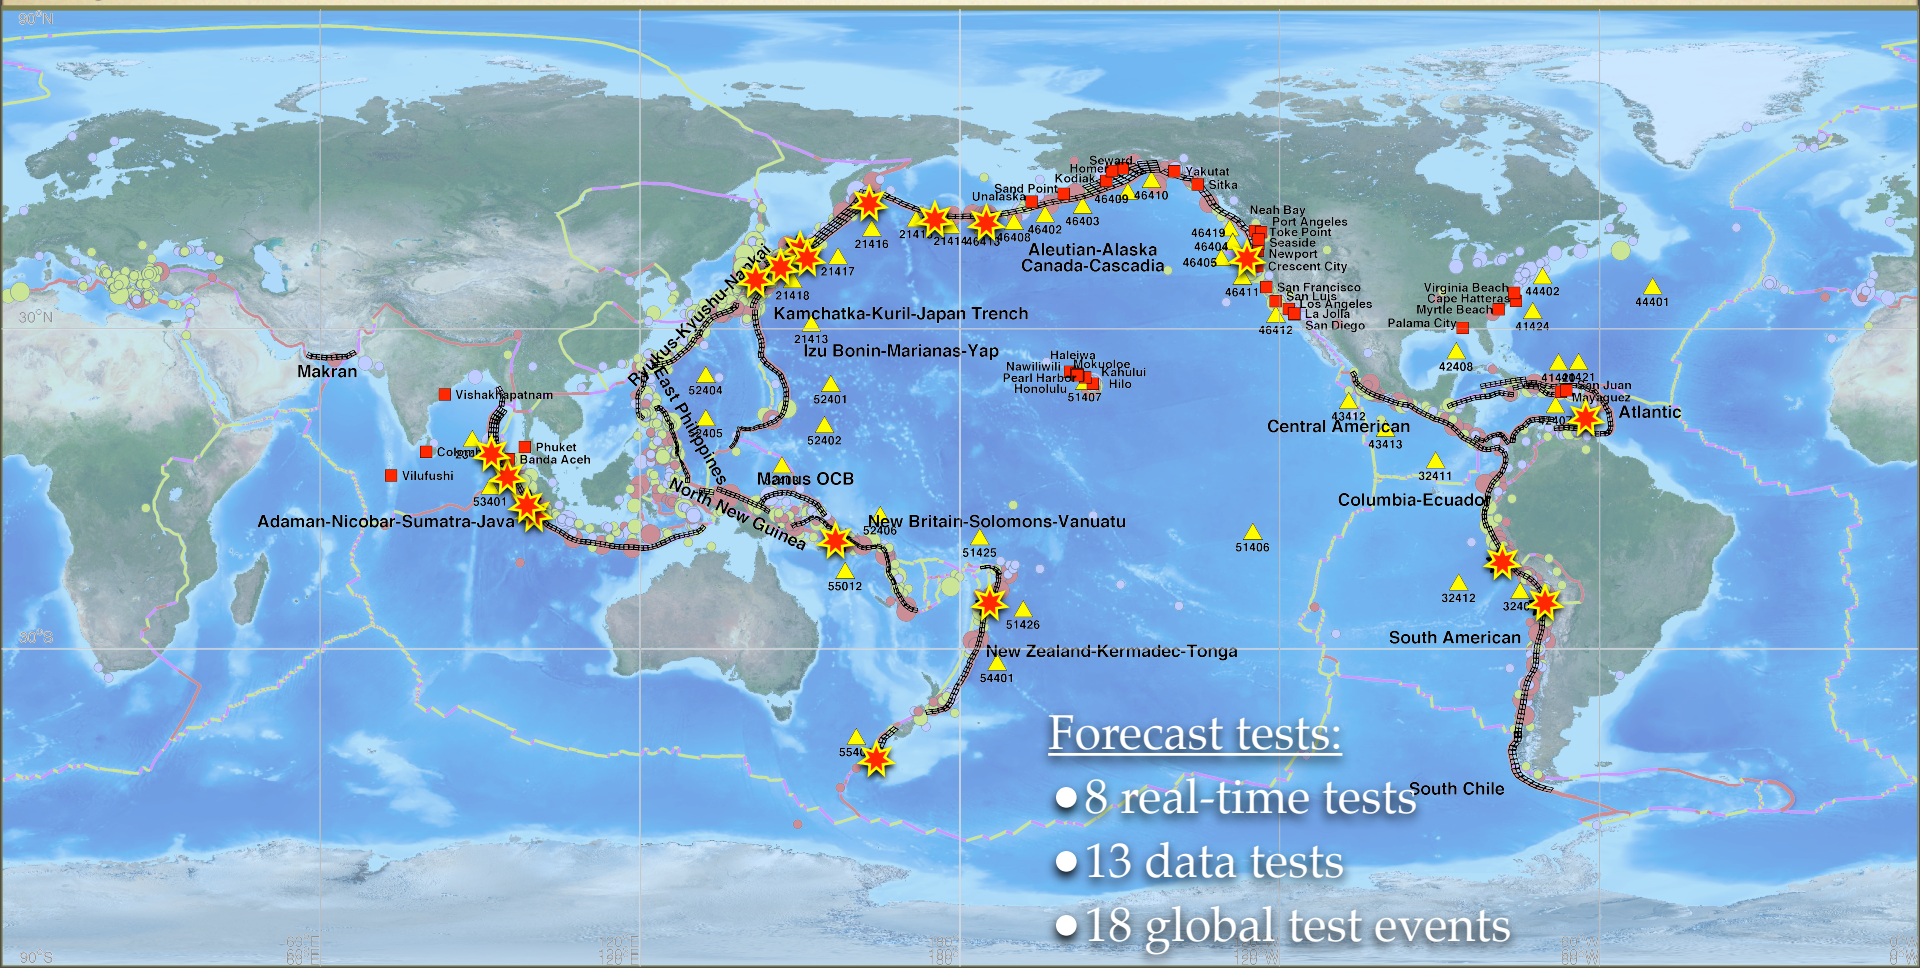 90°N
Seward
Homer
Yakutat
Kodiak
Sitka
Sand Point
Unalaska
46409
46410
46403
46402
46408
46413
21414
21416
Neah Bay
Port Angeles
46419
Toke Point
Seaside
46404
Newport
46405
Crescent City
Aleutian-Alaska
Canada-Cascadia
21417
21418
46411
San Francisco
San Luis
Los Angeles
La Jolla
San Diego
46412
Virginia Beach
Cape Hatteras
Myrtle Beach
Palama City
44402
44401
41424
30°N
Kamchatka-Kuril-Japan Trench
21413
Izu Bonin-Marianas-Yap
Ryukus-Kyushu-Nankai
Makran
Haleiwa
Nawiliwili
Mokuoloe
Pearl Harbor
Kahului
Honolulu
Hilo
51407
42408
41421
San Juan
Mayaguez
Atlantic
52404
52401
52402
East Philippines
Vishakhapatnam
Phuket
Banda Aceh
Vilufushi
53401
Adaman-Nicobar-Sumatra-Java
43412
Central American
43413
32411
Columbia-Ecuador
Manus OCB
North New Guinea
52406
New Britain-Solomons-Vanuatu
51425
51406
55012
32412
51426
30°S
South American
New Zealand-Kermadec-Tonga
54401
Forecast tests:
•8 real-time tests
South Chile
•13 data tests
•18 global test events
90°S